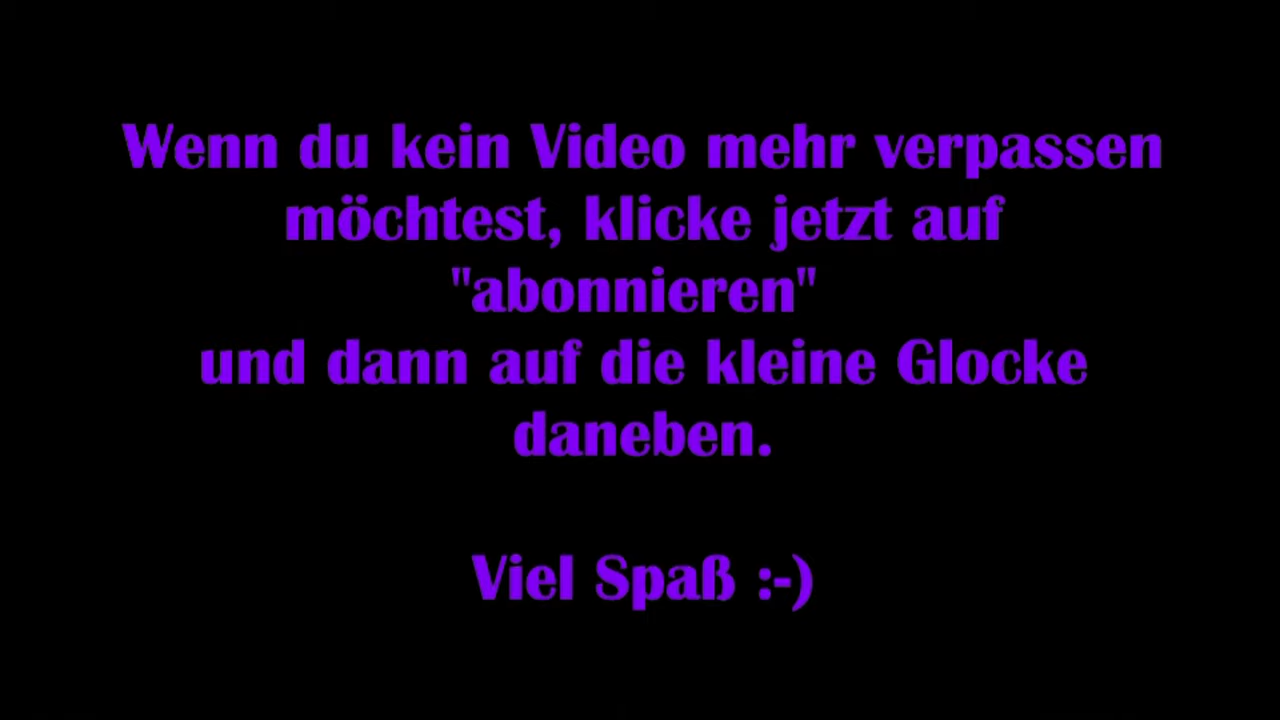 Wenn du kein Video mehr verpassen
möchtest, klicke jetzt auf
"abonnieren"
und dann auf die kleine Glocke
daneben.
Viel Spaß :-)